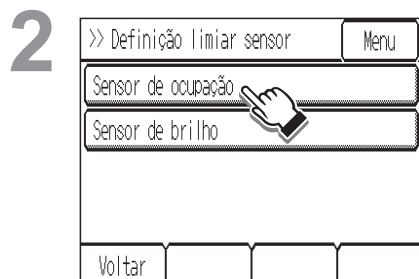 2
>> Definição limiar sensor Menu
Sensor de ocupação
Sensor de brilho
Voltar